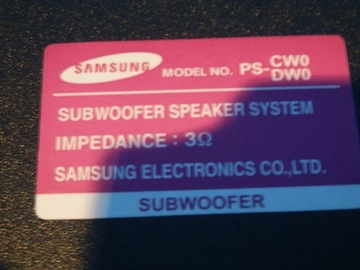 SAMSUNG MODEL NO. PS-CW0
DW0
SUBWOOFER SPEAKER SYSTEM
IMPEDANCE : 3Ω
SAMSUNG ELECTRONICS CO.,LTD.
SUBWOOFER